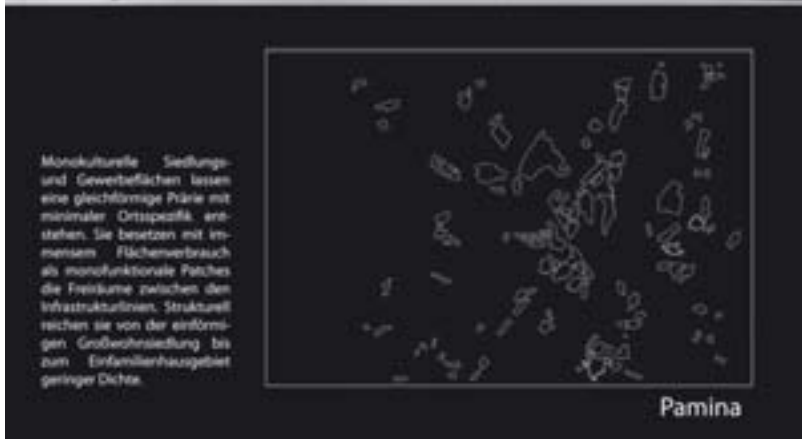 Monokulturelle Siedlungs-
und Gewerbeflächen lassen
eine gleichförmige Prärie mit
minimaler Ortsspezifik ent-
stehen. Sie besetzen mit im-
mensem Flächenverbrauch
als monofunktionale Patches
die Freiräume zwischen den
Infrastrukturlinien. Strukturell
reichen sie von der einförmi-
gen Großwohnsiedlung bis
zum Einfamilienhausgebiet
geringer Dichte.
Pamina